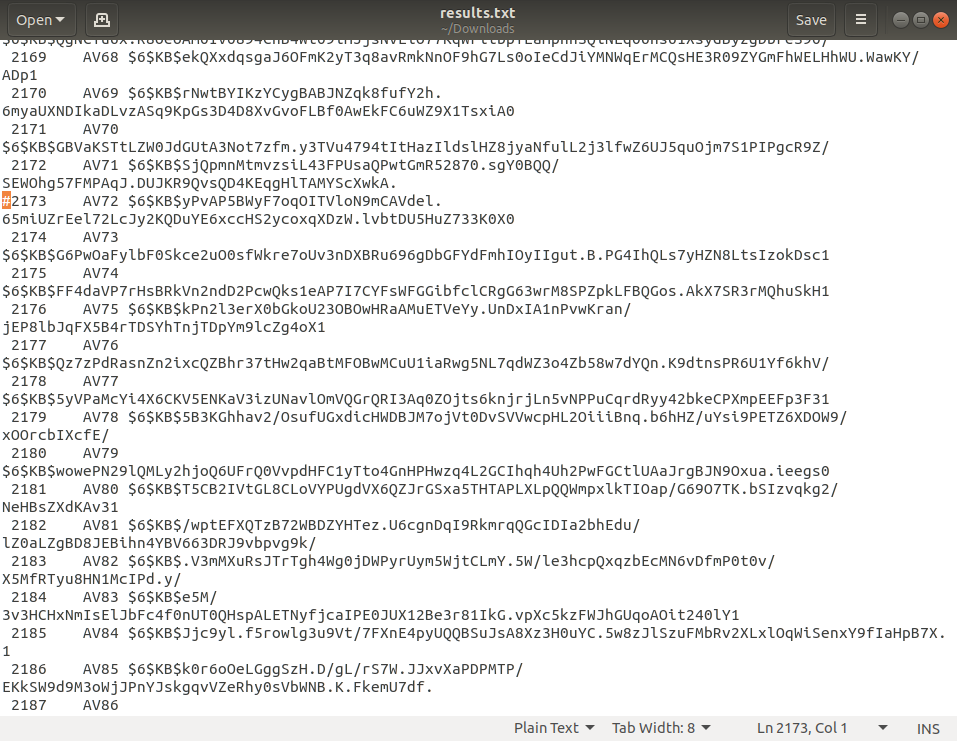 Open
results.txt
~/Downloads
Save
2169 AV68 $6$KB$ekQXxdqsgaJ6OFmK2yT3q8avRmkNnOF9hG7Ls0oIeCdJiYMNWqErMCQsHE3R09ZYGmFhWELHhWU.WawKY/
ADp1
2170 AV69 $6$KB$rNwtBYIKzYCygBABJNZqk8fufY2h.
6myaUXNDIkaDLvzASq9KpGs3D4D8XvGvoFLBf0AwEkFC6uWZ9X1TsxiA0
2171 AV70
$6$KB$GBVaKSTtLZW0JdGUtA3Not7zfm.y3TVu4794tItHazIldslHZ8jyaNfulL2j3lfwZ6UJ5quOjm7S1PIPgcR9Z/
2172 AV71 $6$KB$SjQpmnMtmvzsiL43FPUsaQPwtGmR52870.sgY0BQQ/
SEWOhg57FMPAqJ.DUJKR9QvsQD4KEqgHlTAMYScXwkA.
#2173 AV72 $6$KB$yPvAP5BWyF7oqOITVloN9mCAVdel.
65miUZrEel72LcJy2KQDuYE6xccHS2ycoxqXDzW.lvbtDU5HuZ733K0X0
2174 AV73
$6$KB$G6PwOaFylbF0Skce2uO0sfWkre7oUv3nDXBRu696gDbGFYdFmhIOyIIgut.B.PG4IhQLs7yHZN8LtsIzokDsc1
2175 AV74
$6$KB$FF4daVP7rHsBRkVn2ndD2PcwQks1eAP7I7CYFsWFGGibfclCRgG63wrM8SPZpkLFBQGos.AkX7SR3rMQhuSkH1
2176 AV75 $6$KB$kPn2l3erX0bGkoU23OBOwHRaAMuETVeYy.UnDxIA1nPvwKran/
jEP8lbJqFX5B4rTDSYhTnjTDpYm9lcZg4oX1
2177 AV76
$6$KB$Qz7zPdRasnZn2ixcQZBhr37tHw2qaBtMFOBwMCuU1iaRwg5NL7qdWZ3o4Zb58w7dYQn.K9dtnsPR6U1Yf6khV/
2178 AV77
$6$KB$5yVPaMcYi4X6CKV5ENKaV3izUNavlOmVQGrQRI3Aq0ZOjts6knjrjLn5vNPPuCqrdRyy42bkeCPXmpEEFp3F31
2179 AV78 $6$KB$5B3KGhhav2/OsufUGxdicHWDBJM7ojVt0DvSVVwcpHL2OiiiBnq.b6hHZ/uYsi9PETZ6XDOW9/
xOOrcbIXcfE/
2180 AV79
$6$KB$wowePN29lQMLy2hjoQ6UFrQ0VvpdHFC1yTto4GnHPHwzq4L2GCIhqh4Uh2PwFGCtlUAaJrgBJN9Oxua.ieegs0
2181 AV80 $6$KB$T5CB2IVtGL8CLoVYPUgdVX6QZJrGSxa5THTAPLXLpQQWmpxlkTIOap/G69O7TK.bSIzvqkg2/
NeHBsZXdKAv31
2182 AV81 $6$KB$/wptEFXQTzB72WBDZYHTez.U6cgnDqI9RkmrqQGcIDIa2bhEdu/
lZ0aLZgBD8JEBihn4YBV663DRJ9vbpvg9k/
2183 AV82 $6$KB$.V3mMXuRsJTrTgh4Wg0jDWPyrUym5WjtCLmY.5W/le3hcpQxqzbEcMN6vDfmP0t0v/
X5MfRTyu8HN1McIPd.y/
2184 AV83 $6$KB$e5M/
3v3HCHxNmIsElJbFc4f0nUT0QHspALETNyfjcaIPE0JUX12Be3r81IkG.vpXc5kzFWJhGUqoAOit240lY1
2185 AV84 $6$KB$Jjc9yl.f5rowlg3u9Vt/7FXnE4pyUQQBSuJsA8Xz3H0uYC.5w8zJlSzuFMbRv2XLxlOqWiSenxY9fIaHpB7X.
1
2186 AV85 $6$KB$k0r6oOeLGggSzH.D/gL/rS7W.JJxvXaPDPMTP/
EKkSW9d9M3oWjJPnYJskgqvVZeRhy0sVbWNB.K.FkemU7df.
2187 AV86
Plain Text
Tab Width: 8
Ln 2173, Col 1
INS